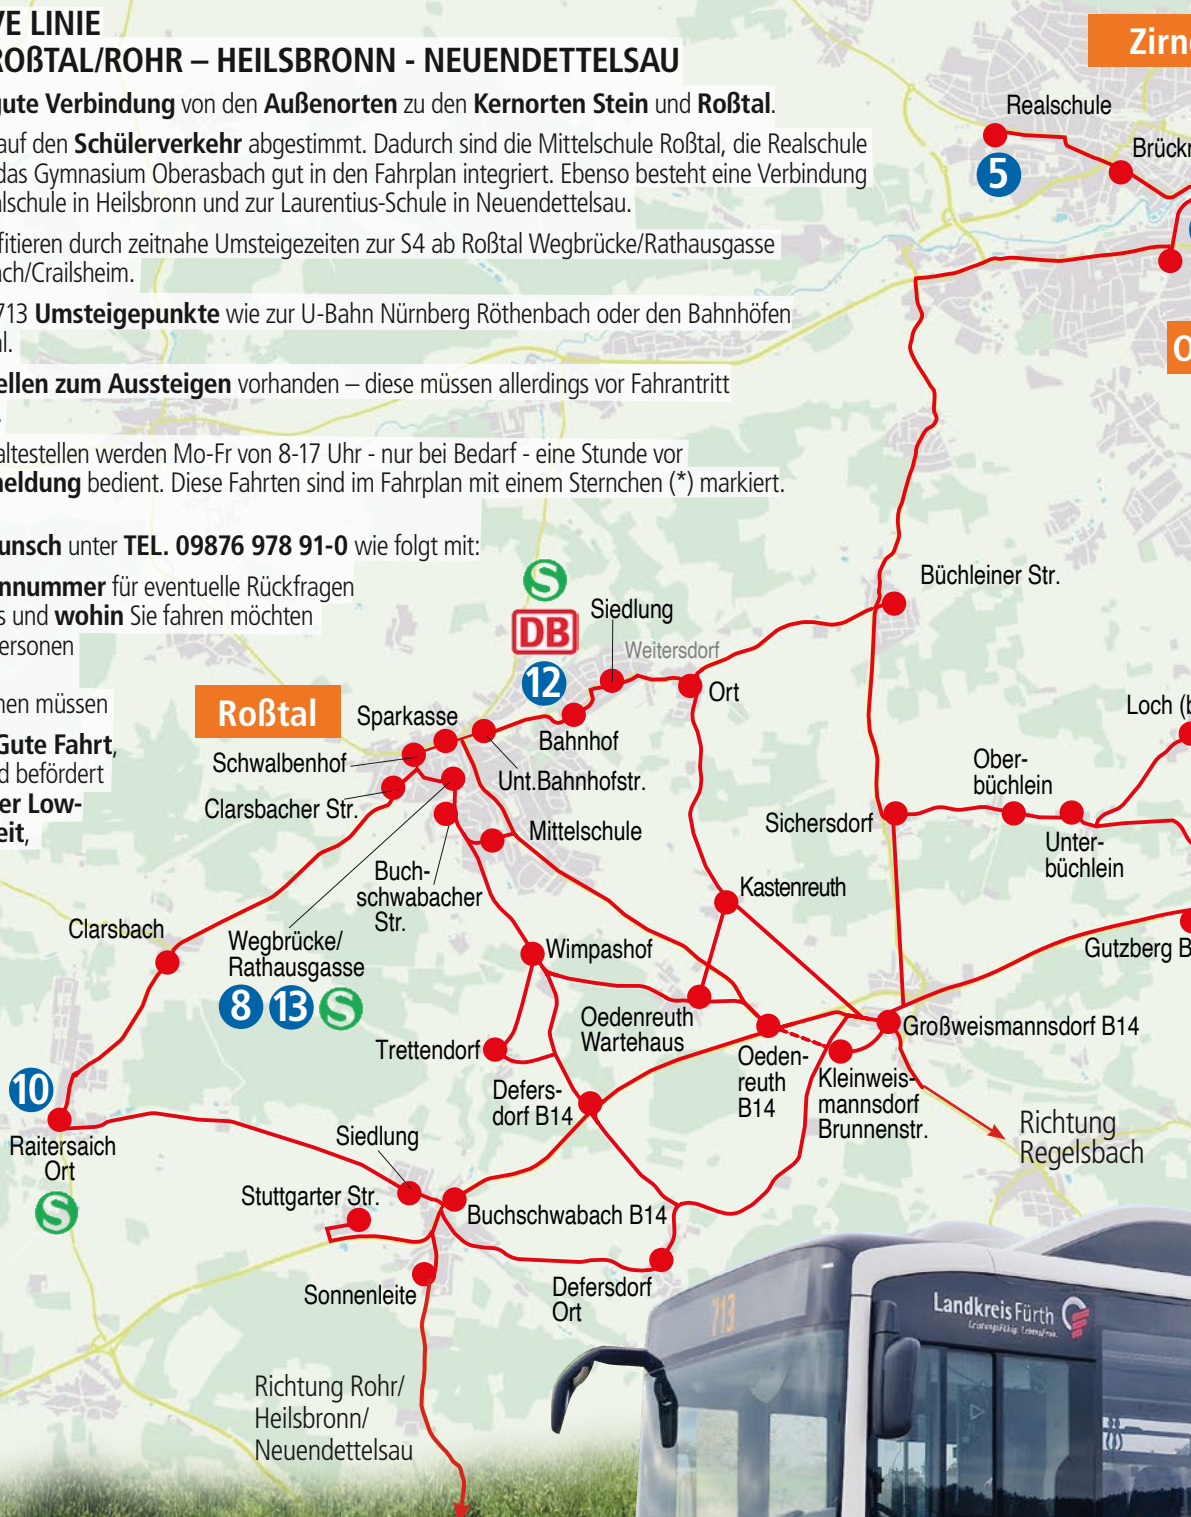 VE LINIE
ROßTAL/ROHR – HEILSBRONN - NEUENDETTELSAU
gute Verbindung von den Außenorten zu den Kernorten Stein und Roßtal.
auf den Schülerverkehr abgestimmt. Dadurch sind die Mittelschule Roßtal, die Realschule
das Gymnasium Oberasbach gut in den Fahrplan integriert. Ebenso besteht eine Verbindung
alschule in Heilsbronn und zur Laurentius-Schule in Neuendettelsau.
fitieren durch zeitnahe Umsteigezeiten zur S4 ab Roßtal Wegbrücke/Rathausgasse
ach/Crailsheim.
713 Umsteigepunkte wie zur U-Bahn Nürnberg Röthenbach oder den Bahnhöfen
al.
ellen zum Aussteigen vorhanden – diese müssen allerdings vor Fahrantritt
.
altestellen werden Mo-Fr von 8-17 Uhr - nur bei Bedarf - eine Stunde vor
meldung bedient. Diese Fahrten sind im Fahrplan mit einem Sternchen (*) markiert.
unsch unter TEL. 09876 978 91-0 wie folgt mit:
nnummer für eventuelle Rückfragen
s und wohin Sie fahren möchten
ersonen
nen müssen
Gute Fahrt,
d befördert
er Low-
eit,
Zirn
Realschule
5
Brück
O
Büchleiner Str.
S
DB
12
Siedlung
Weitersdorf
Ort
Bahnhof
Roßtal
Sparkasse
Schwalbenhof
Unt.Bahnhofstr.
Clarsbacher Str.
Mittelschule
Buch-
schwabacher
Str.
Loch (b
Ober-
büchlein
Sichersdorf
Unter-
büchlein
Kastenreuth
Clarsbach
Wegbrücke/
Rathausgasse
8 13 S
Wimpashof
Gutzberg B
Oedenreuth
Wartehaus
Großweismannsdorf B14
Trettendorf
Oeden-
reuth
B14
Kleinweis-
mannsdorf
Brunnenstr.
Defers-
dorf B14
10
Raitersaich
Ort
S
Richtung
Regelsbach
Siedlung
Stuttgarter Str.
Buchschwabach B14
Sonnenleite
Defersdorf
Ort
Richtung Rohr/
Heilsbronn/
Neuendettelsau
713
Landkreis Fürth
Leistungsfähig. Lebensfroh.